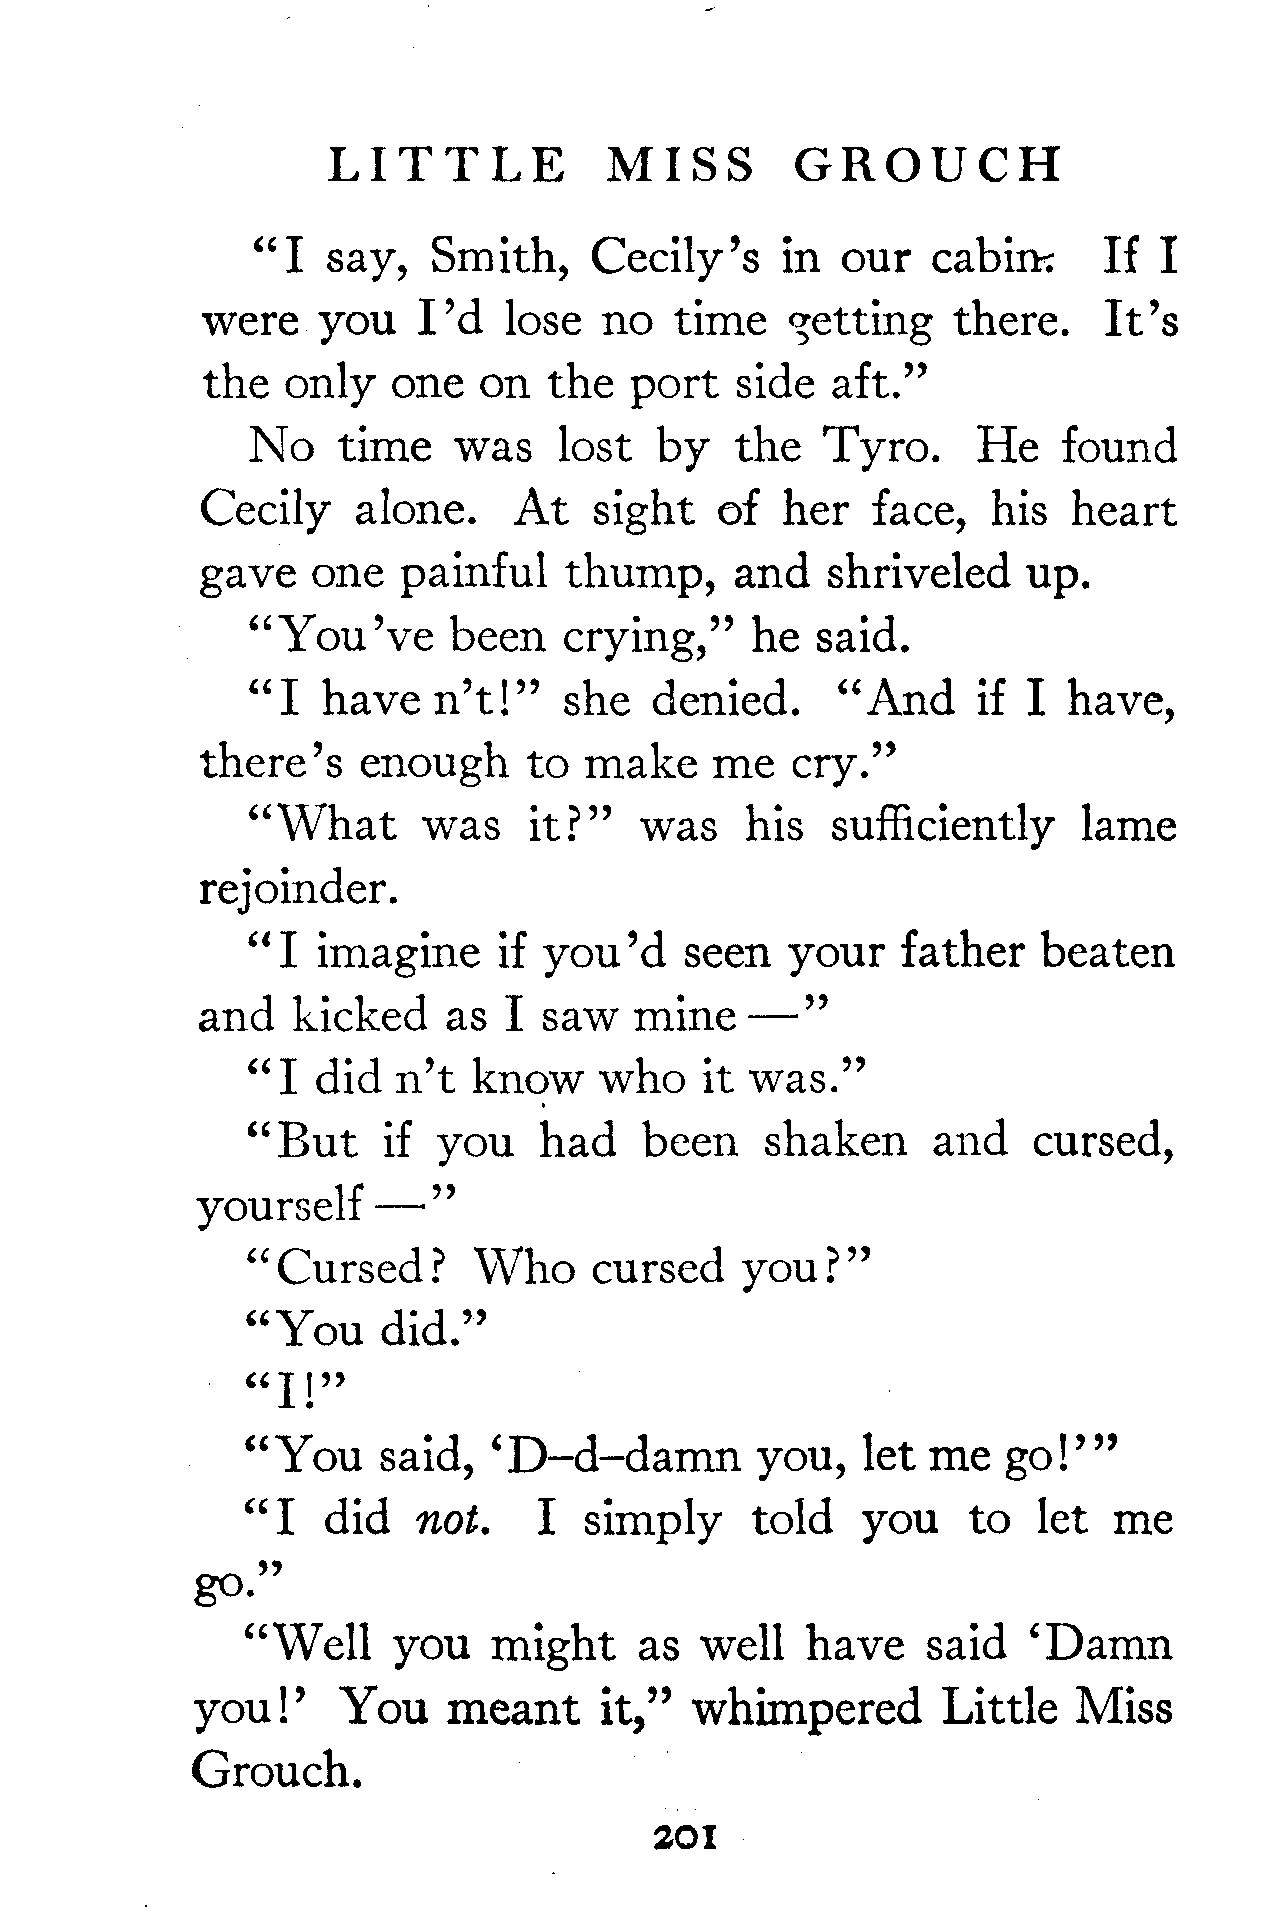 LITTLE MISS GROUCH
“I say, Smith, Cecily’s in our cabin. If I
were you I’d lose no time getting there. It’s
the only one on the port side aft.”
No time was lost by the Tyro. He found
Cecily alone. At sight of her face, his heart
gave one painful thump, and shriveled up.
“You’ve been crying,” he said.
“I have n’t!” she denied. “And if I have,
there’s enough to make me cry.”
“What was it?” was his sufficiently lame
rejoinder.
“I imagine if you’d seen your father beaten
and kicked as I saw mine —”
“I did n’t know who it was.”
“But if you had been shaken and cursed,
yourself —”
“Cursed? Who cursed you?”
“You did.”
“I!”
“You said, ‘D–d–damn you, let me go!’”
“I did not. I simply told you to let me
go.”
“Well you might as well have said ‘Damn
you!’ You meant it,” whimpered Little Miss
Grouch.
201